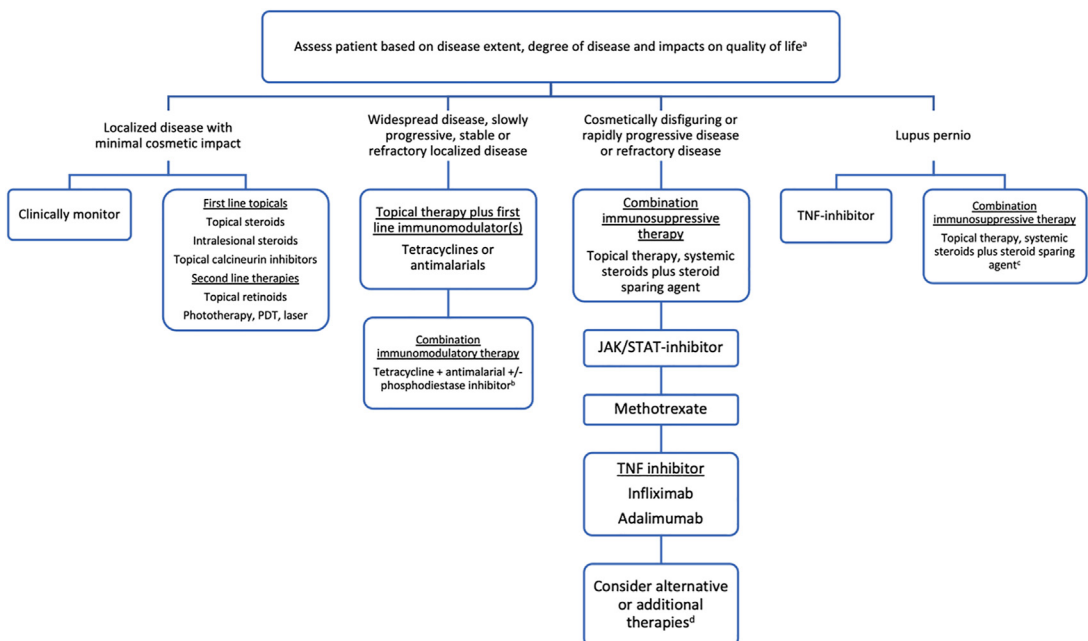 Assess patient based on disease extent, degree of disease and impacts on quality of lifeᵃ
Localized disease with
minimal cosmetic impact
Clinically monitor
First line topicals
Topical steroids
Intralesional steroids
Topical calcineurin inhibitors
Second line therapies
Topical retinoids
Phototherapy, PDT, laser
Widespread disease, slowly
progressive, stable or
refractory localized disease
Topical therapy plus first
line immunomodulator(s)
Tetracyclines or
antimalarials
Combination
immunomodulatory therapy
Tetracycline + antimalarial +/-
phosphodiestase inhibitorᵇ
Cosmetically disfiguring or
rapidly progressive disease
or refractory disease
Combination
immunosuppressive
therapy
Topical therapy, systemic
steroids plus steroid
sparing agent
JAK/STAT-inhibitor
Methotrexate
TNF inhibitor
Infliximab
Adalimumab
Consider alternative
or additional
therapiesᵈ
Lupus pernio
TNF-inhibitor
Combination
immunosuppressive therapy
Topical therapy, systemic
steroids plus steroid sparing
agentᶜ